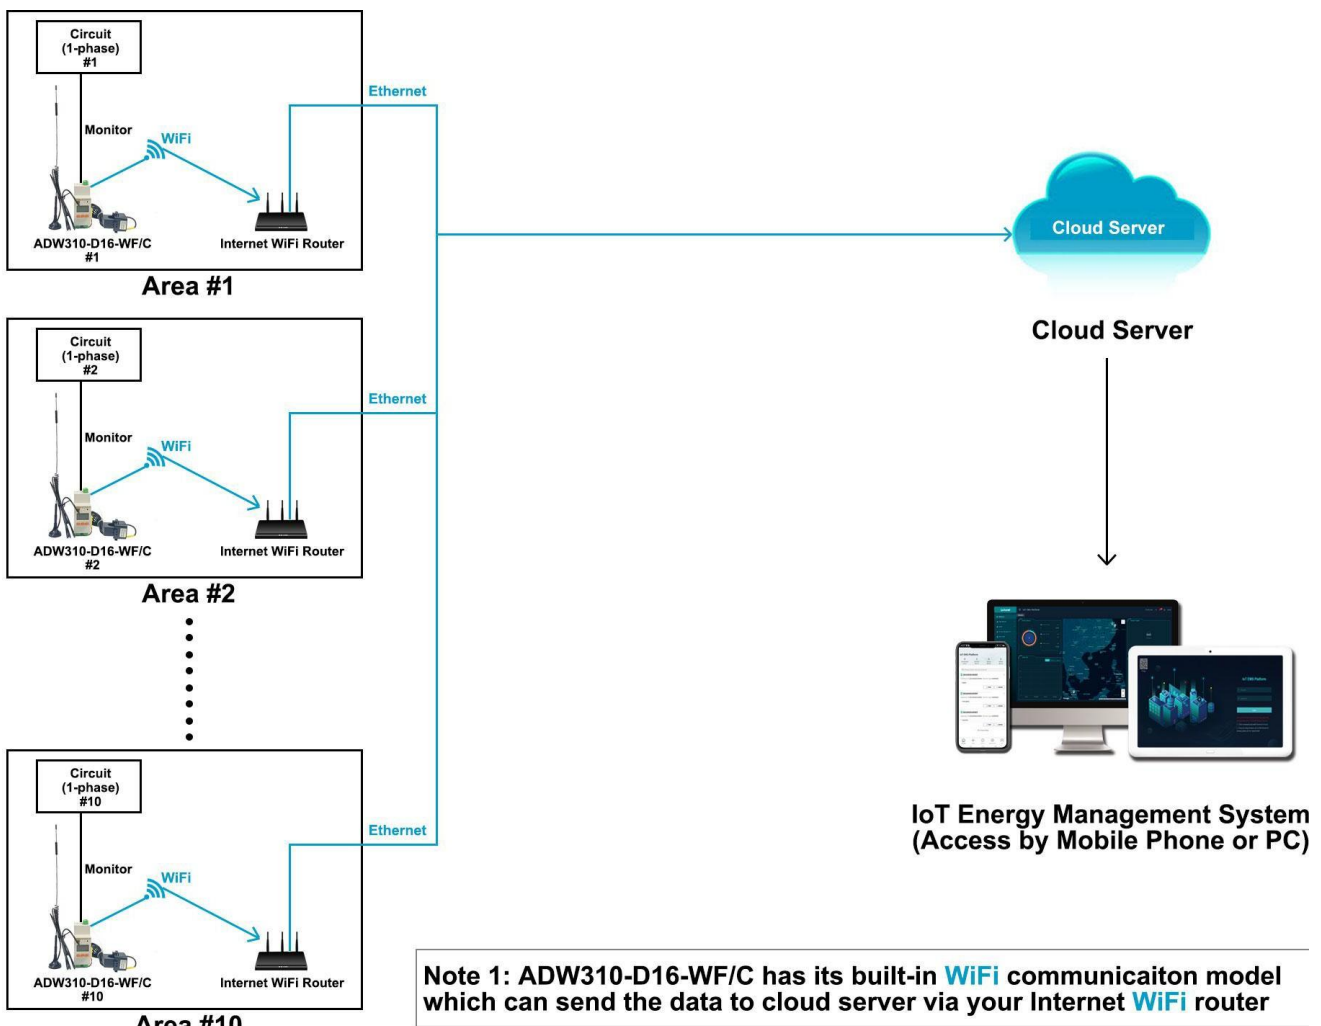 Circuit
(1-phase)
#1
Ethernet
Monitor
WiFi
ADW310-D16-WF/C
#1
Internet WiFi Router
Area #1
Circuit
(1-phase)
#2
Ethernet
Monitor
WiFi
ADW310-D16-WF/C
#2
Internet WiFi Router
Area #2
Circuit
(1-phase)
#10
Ethernet
Monitor
WiFi
ADW310-D16-WF/C
#10
Internet WiFi Router
Area #10
Cloud Server
Cloud Server
IoT Energy Management System
(Access by Mobile Phone or PC)
Note 1: ADW310-D16-WF/C has its built-in WiFi communicaiton model
which can send the data to cloud server via your Internet WiFi router